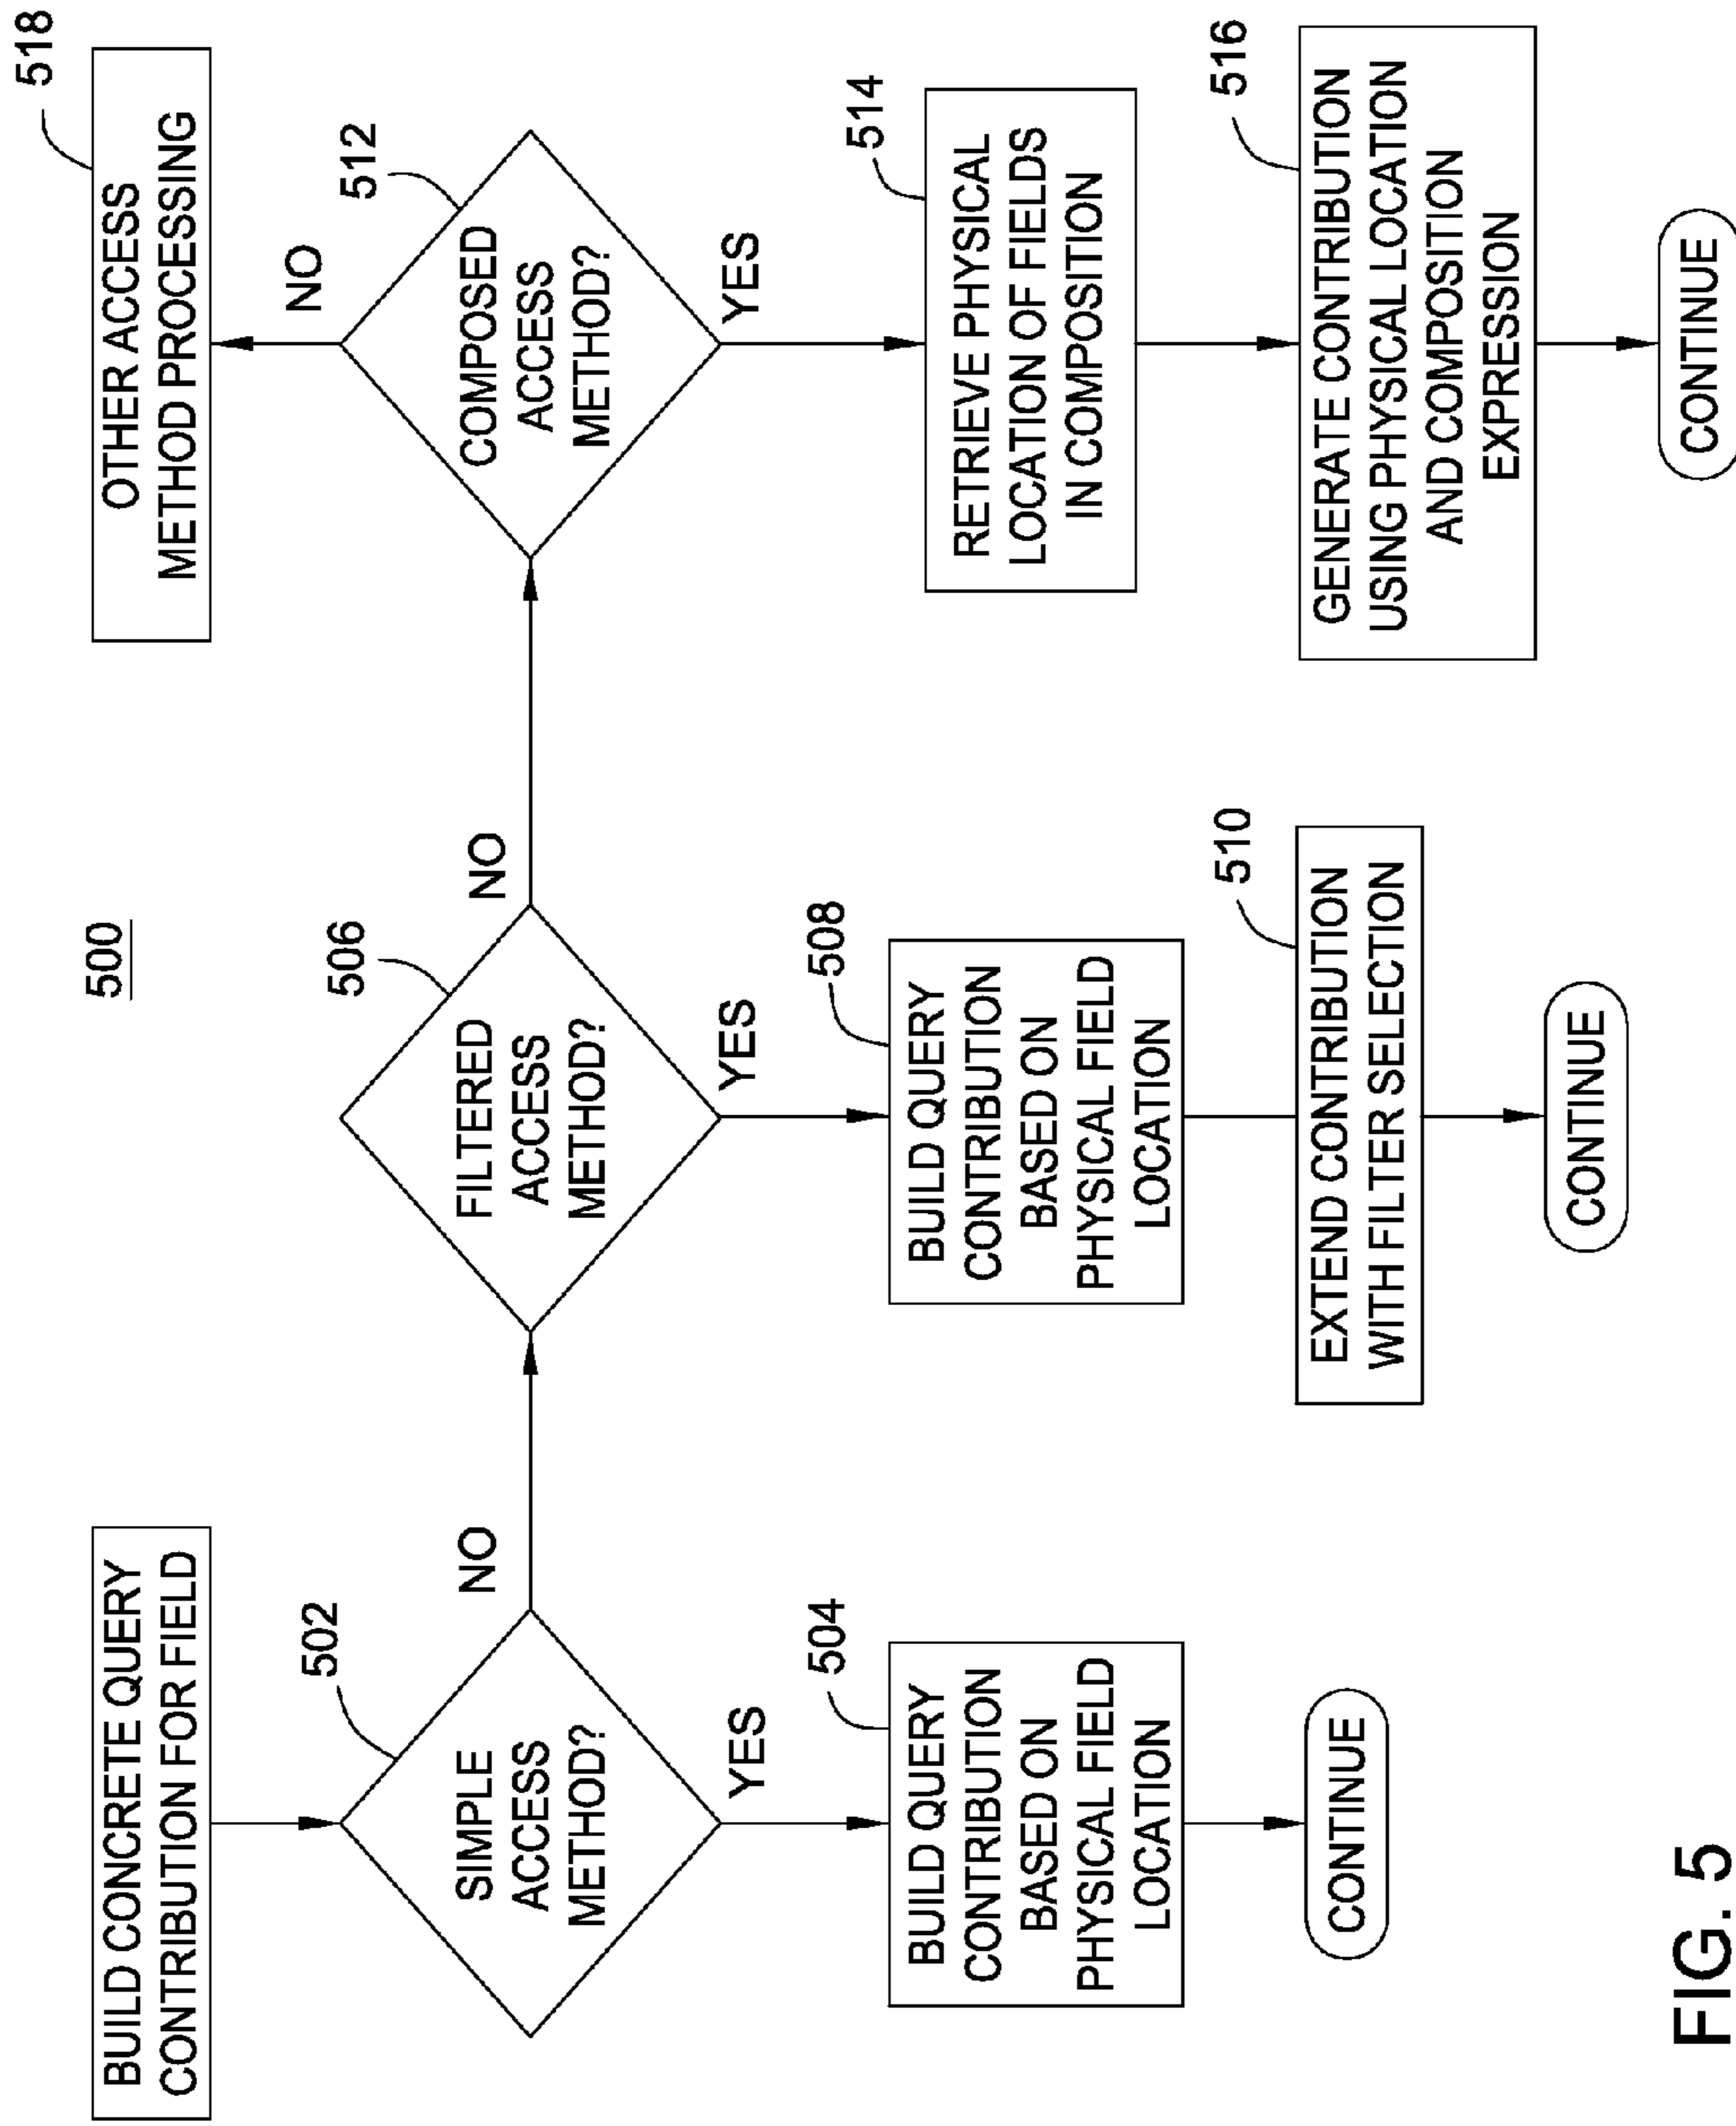 500
BUILD CONCRETE QUERY
CONTRIBUTION FOR FIELD
502
SIMPLE
ACCESS
METHOD?
NO
YES
504
BUILD QUERY
CONTRIBUTION
BASED ON
PHYSICAL FIELD
LOCATION
CONTINUE
506
FILTERED
ACCESS
METHOD?
NO
YES
508
BUILD QUERY
CONTRIBUTION
BASED ON
PHYSICAL FIELD
LOCATION
510
EXTEND CONTRIBUTION
WITH FILTER SELECTION
CONTINUE
512
COMPOSED
ACCESS
METHOD?
NO
518
OTHER ACCESS
METHOD PROCESSING
YES
514
RETRIEVE PHYSICAL
LOCATION OF FIELDS
IN COMPOSITION
516
GENERATE CONTRIBUTION
USING PHYSICAL LOCATION
AND COMPOSITION
EXPRESSION
CONTINUE
FIG. 5